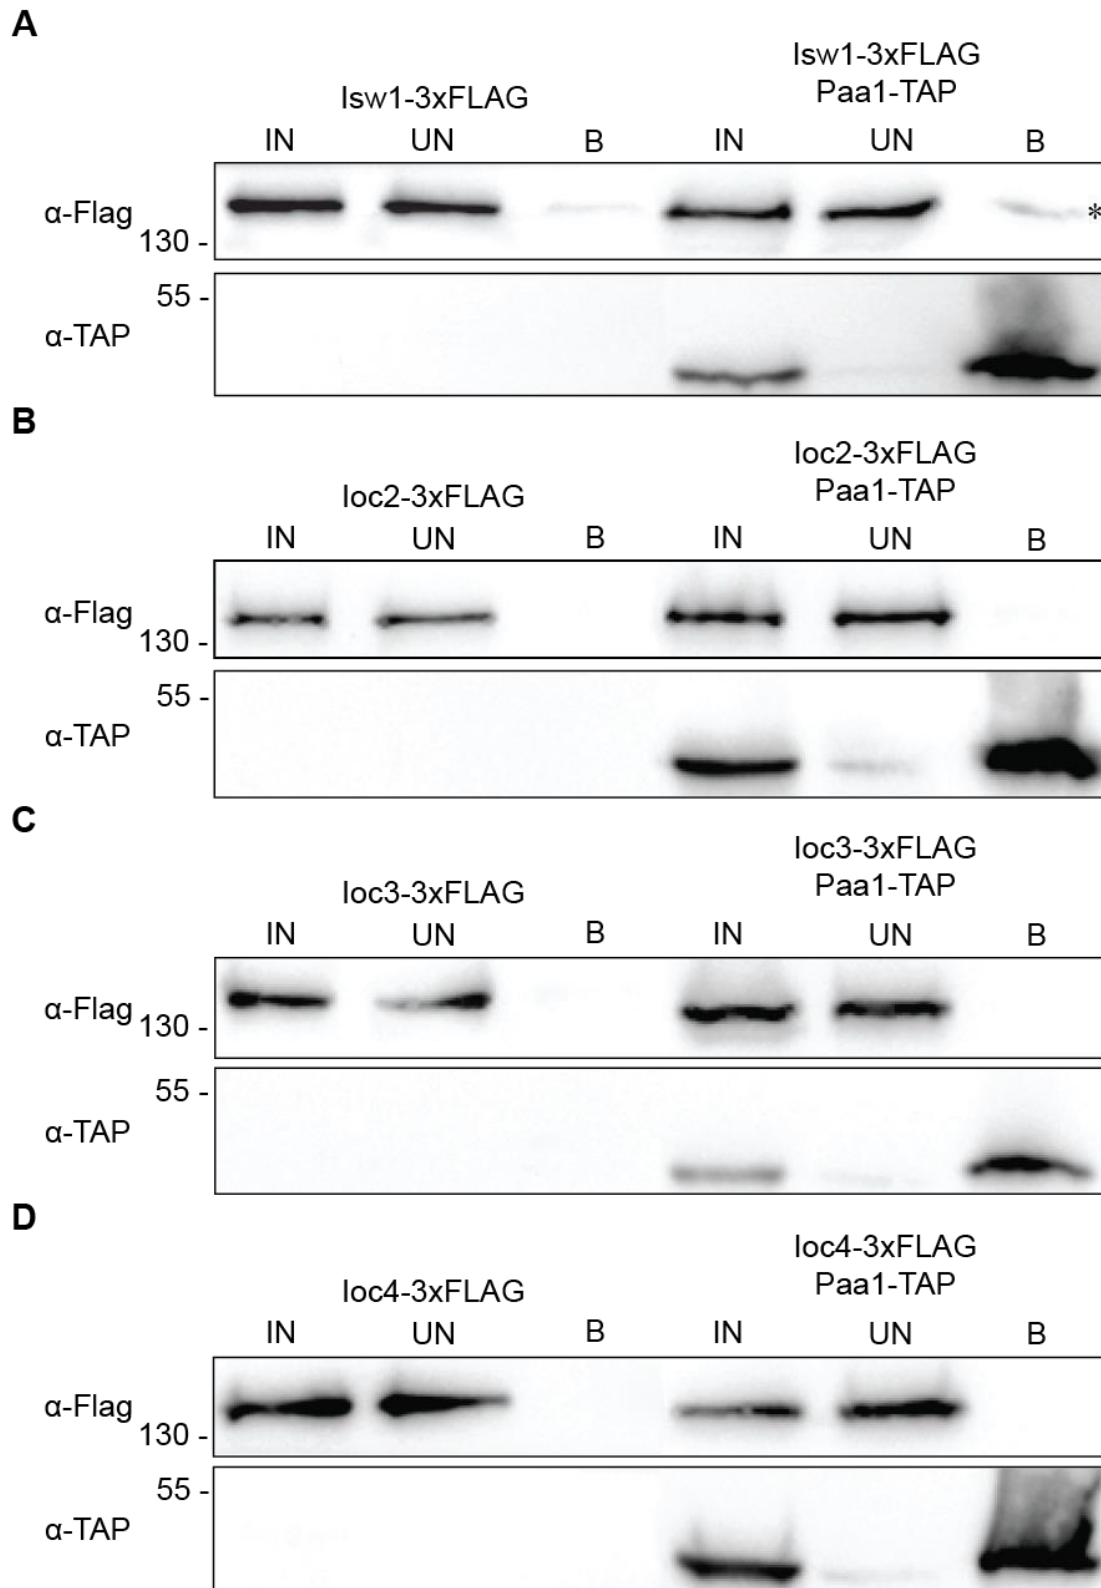 A
Isw1-3xFLAG
Isw1-3xFLAG
Paa1-TAP
IN UN B IN UN B
α-Flag
130 -
*
55 -
α-TAP
B
Ioc2-3xFLAG
Ioc2-3xFLAG
Paa1-TAP
IN UN B IN UN B
α-Flag
130 -
55 -
α-TAP
C
Ioc3-3xFLAG
Ioc3-3xFLAG
Paa1-TAP
IN UN B IN UN B
α-Flag
130 -
55 -
α-TAP
D
Ioc4-3xFLAG
Ioc4-3xFLAG
Paa1-TAP
IN UN B IN UN B
α-Flag
130 -
55 -
α-TAP